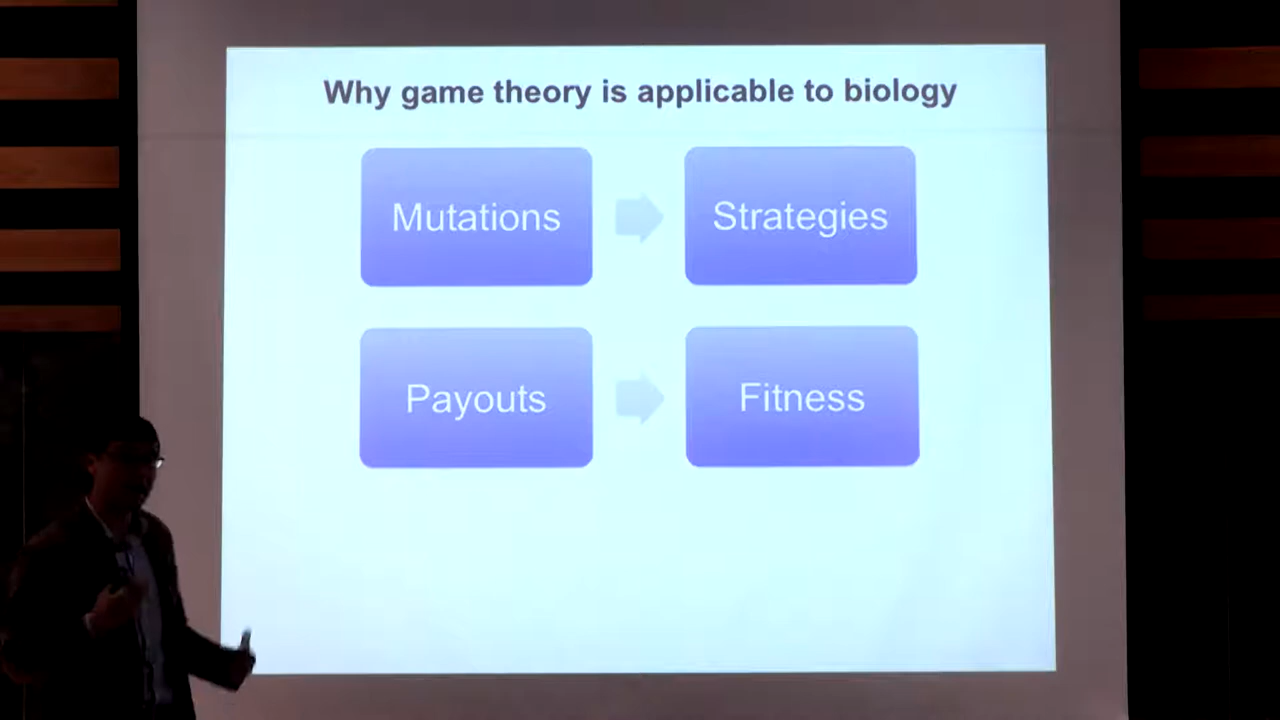 Why game theory is applicable to biology
Mutations
Strategies
Payouts
Fitness